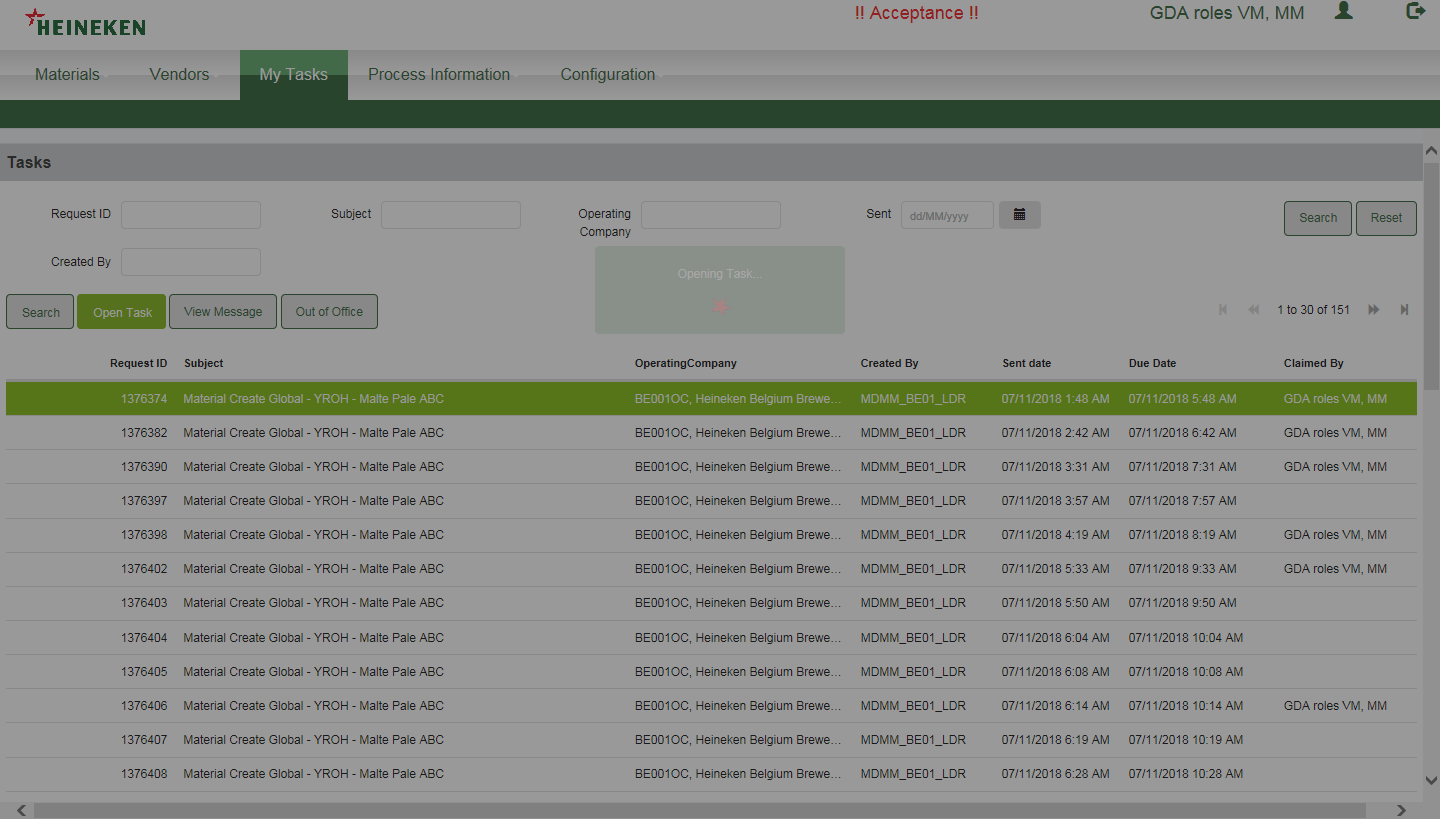 HEINEKEN
!! Acceptance !!
GDA roles VM, MM
Materials
Vendors
My Tasks
Process Information
Configuration
Tasks
Request ID
Subject
Operating Company
Sent
dd/MM/yyyy
Search
Reset
Created By
Opening Task...
Search
Open Task
View Message
Out of Office
1 to 30 of 151
Request ID Subject OperatingCompany Created By Sent date Due Date Claimed By
1376374 Material Create Global - YROH - Malte Pale ABC BE001OC, Heineken Belgium Brewe... MDMM_BE01_LDR 07/11/2018 1:48 AM 07/11/2018 5:48 AM GDA roles VM, MM
1376382 Material Create Global - YROH - Malte Pale ABC BE001OC, Heineken Belgium Brewe... MDMM_BE01_LDR 07/11/2018 2:42 AM 07/11/2018 6:42 AM GDA roles VM, MM
1376390 Material Create Global - YROH - Malte Pale ABC BE001OC, Heineken Belgium Brewe... MDMM_BE01_LDR 07/11/2018 3:31 AM 07/11/2018 7:31 AM GDA roles VM, MM
1376397 Material Create Global - YROH - Malte Pale ABC BE001OC, Heineken Belgium Brewe... MDMM_BE01_LDR 07/11/2018 3:57 AM 07/11/2018 7:57 AM
1376398 Material Create Global - YROH - Malte Pale ABC BE001OC, Heineken Belgium Brewe... MDMM_BE01_LDR 07/11/2018 4:19 AM 07/11/2018 8:19 AM GDA roles VM, MM
1376402 Material Create Global - YROH - Malte Pale ABC BE001OC, Heineken Belgium Brewe... MDMM_BE01_LDR 07/11/2018 5:33 AM 07/11/2018 9:33 AM GDA roles VM, MM
1376403 Material Create Global - YROH - Malte Pale ABC BE001OC, Heineken Belgium Brewe... MDMM_BE01_LDR 07/11/2018 5:50 AM 07/11/2018 9:50 AM
1376404 Material Create Global - YROH - Malte Pale ABC BE001OC, Heineken Belgium Brewe... MDMM_BE01_LDR 07/11/2018 6:04 AM 07/11/2018 10:04 AM
1376405 Material Create Global - YROH - Malte Pale ABC BE001OC, Heineken Belgium Brewe... MDMM_BE01_LDR 07/11/2018 6:08 AM 07/11/2018 10:08 AM
1376406 Material Create Global - YROH - Malte Pale ABC BE001OC, Heineken Belgium Brewe... MDMM_BE01_LDR 07/11/2018 6:14 AM 07/11/2018 10:14 AM GDA roles VM, MM
1376407 Material Create Global - YROH - Malte Pale ABC BE001OC, Heineken Belgium Brewe... MDMM_BE01_LDR 07/11/2018 6:19 AM 07/11/2018 10:19 AM
1376408 Material Create Global - YROH - Malte Pale ABC BE001OC, Heineken Belgium Brewe... MDMM_BE01_LDR 07/11/2018 6:28 AM 07/11/2018 10:28 AM